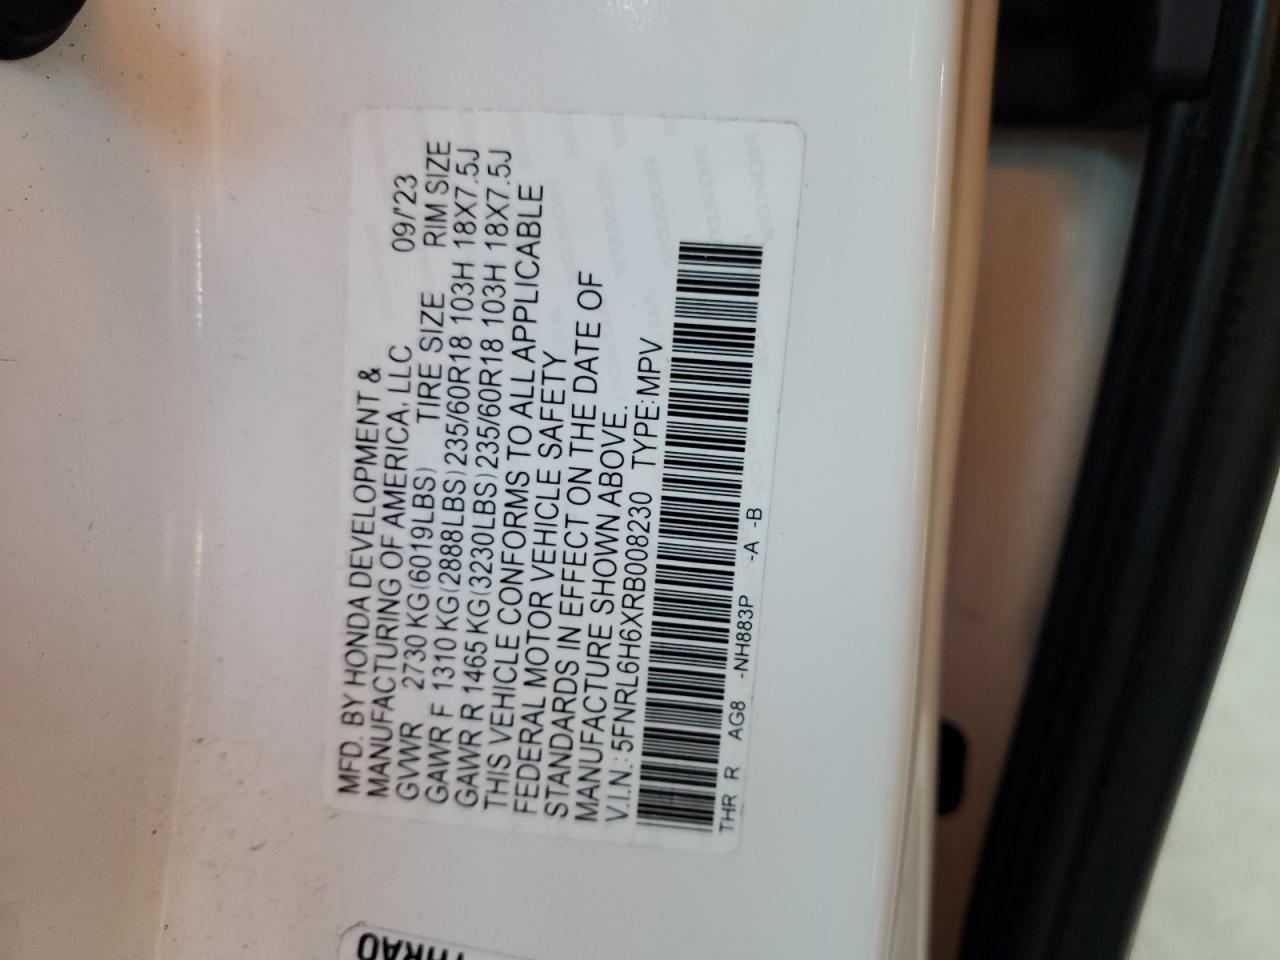 MFD. BY HONDA DEVELOPMENT &
MANUFACTURING OF AMERICA, LLC 09/'23
GVWR 2730 KG(6019LBS) TIRE SIZE RIM SIZE
GAWR F 1310 KG(2888LBS) 235/60R18 103H 18X7.5J
GAWR R 1465 KG(3230LBS) 235/60R18 103H 18X7.5J
THIS VEHICLE CONFORMS TO ALL APPLICABLE
FEDERAL MOTOR VEHICLE SAFETY
STANDARDS IN EFFECT ON THE DATE OF
MANUFACTURE SHOWN ABOVE.
V.I.N.: 5FNRL6H6XRB008230 TYPE:MPV
THR R AG8 -NH883P -A -B